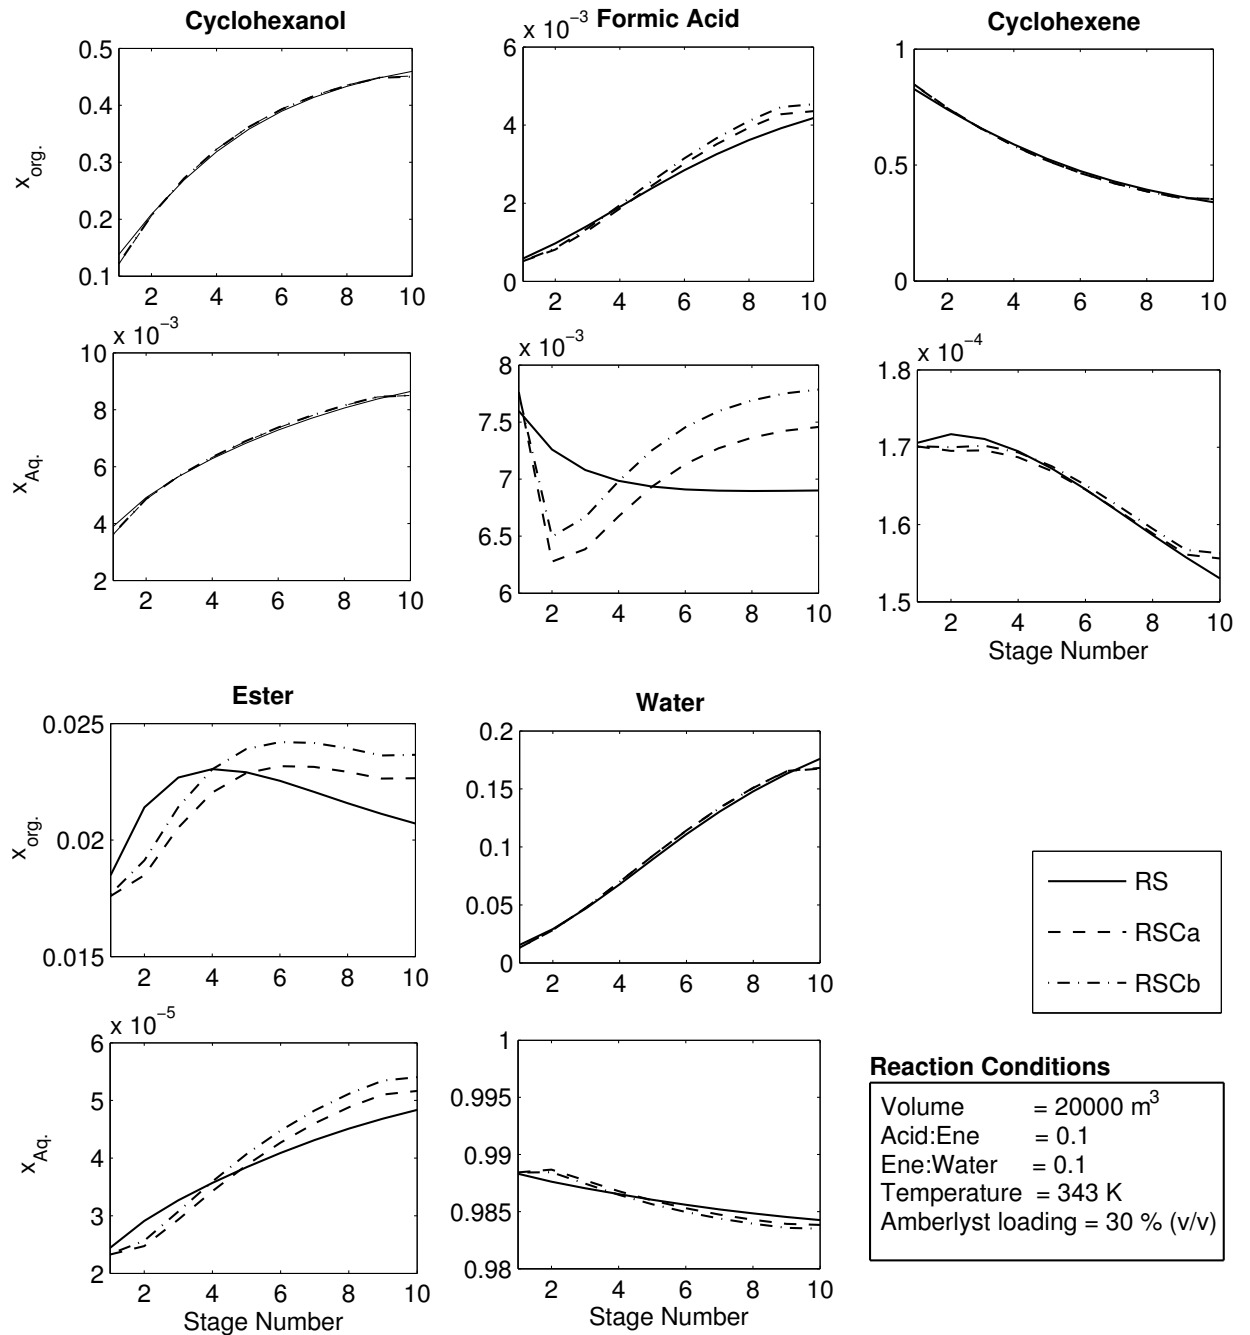 Cyclohexanol
x 10⁻³ Formic Acid
Cyclohexene
0.5
0.4
0.3
0.2
0.1
x org.
2 4 6 8 10
6
4
2
0
2 4 6 8 10
1
0.5
0
2 4 6 8 10
x 10⁻³
10
8
6
4
2
x Aq.
2 4 6 8 10
x 10⁻³
8
7.5
7
6.5
6
2 4 6 8 10
x 10⁻⁴
1.8
1.7
1.6
1.5
2 4 6 8 10
Stage Number
Ester
0.025
0.02
0.015
x org.
2 4 6 8 10
Water
0.2
0.15
0.1
0.05
0
2 4 6 8 10
RS
RSCa
RSCb
x 10⁻⁵
6
5
4
3
2
x Aq.
2 4 6 8 10
Stage Number
1
0.995
0.99
0.985
0.98
2 4 6 8 10
Stage Number
Reaction Conditions
Volume = 20000 m³
Acid:Ene = 0.1
Ene:Water = 0.1
Temperature = 343 K
Amberlyst loading = 30 % (v/v)